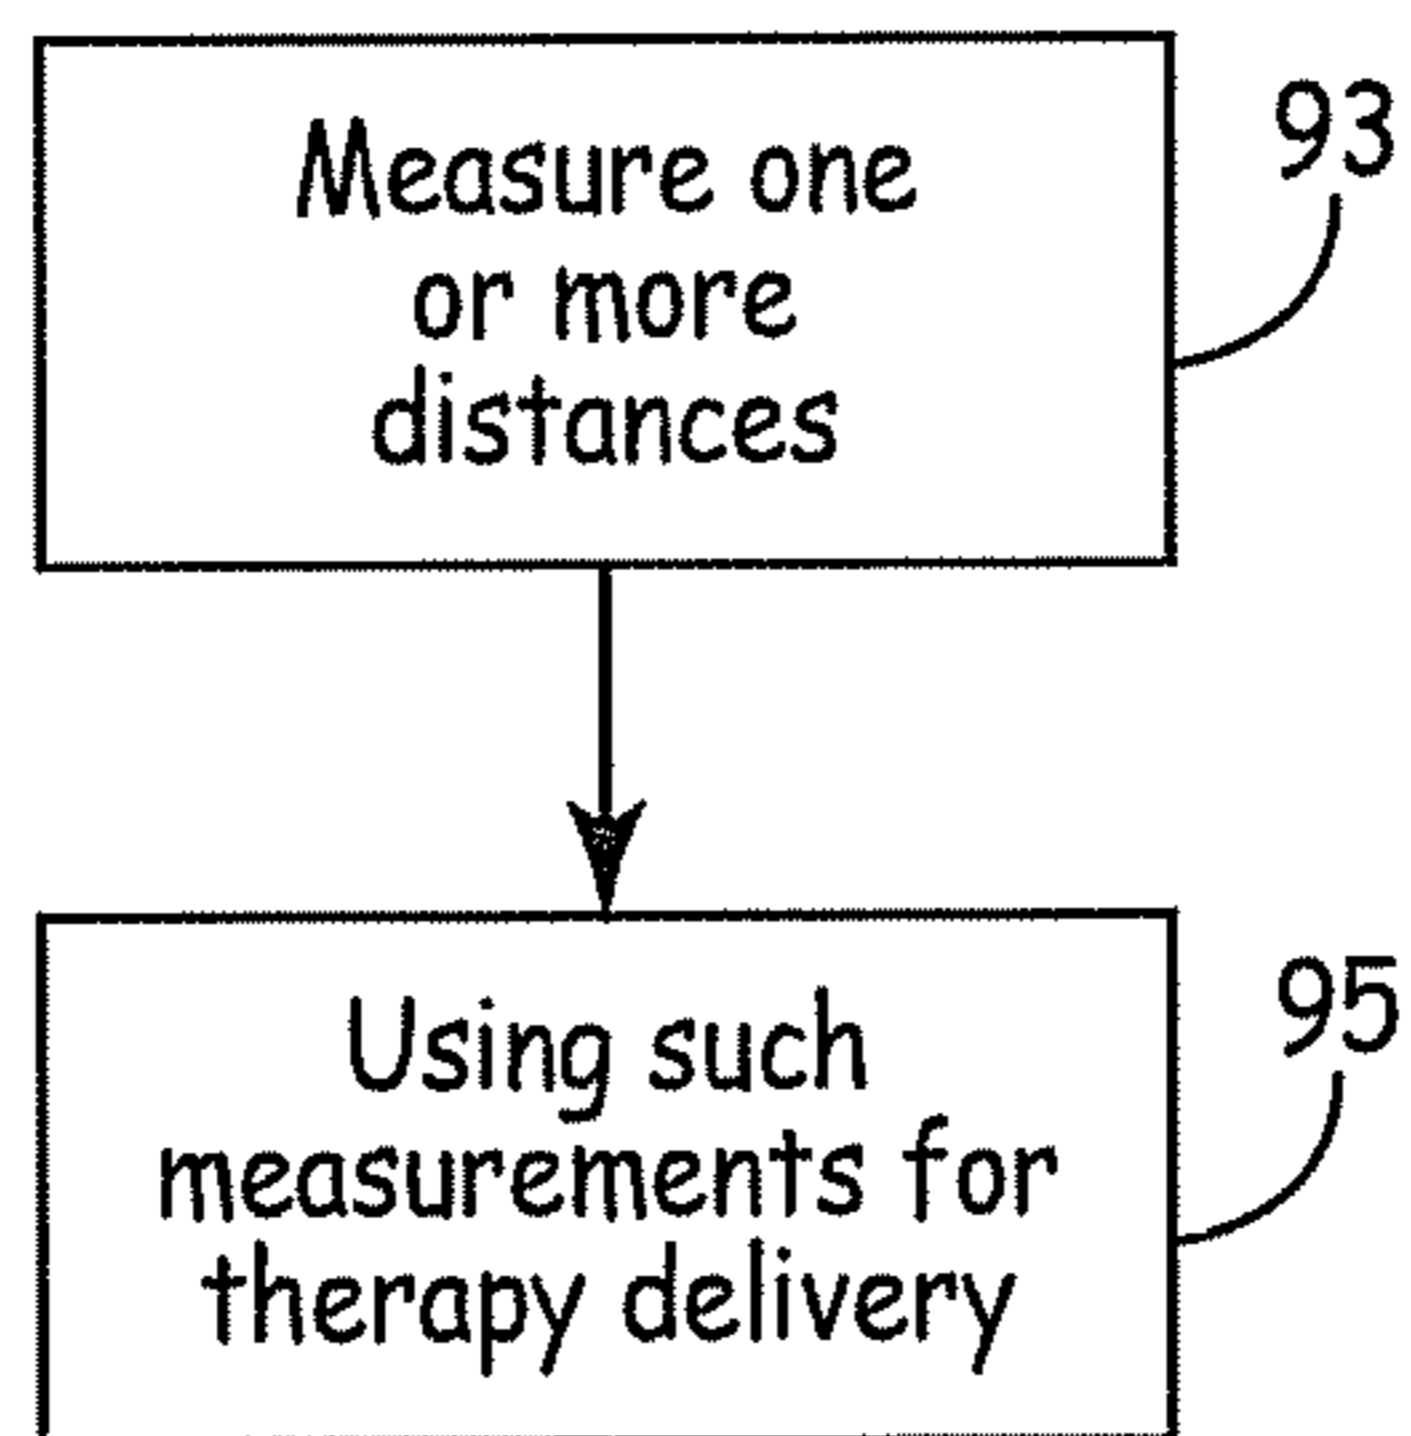 Measure one
or more
distances
93
Using such
measurements for
therapy delivery
95